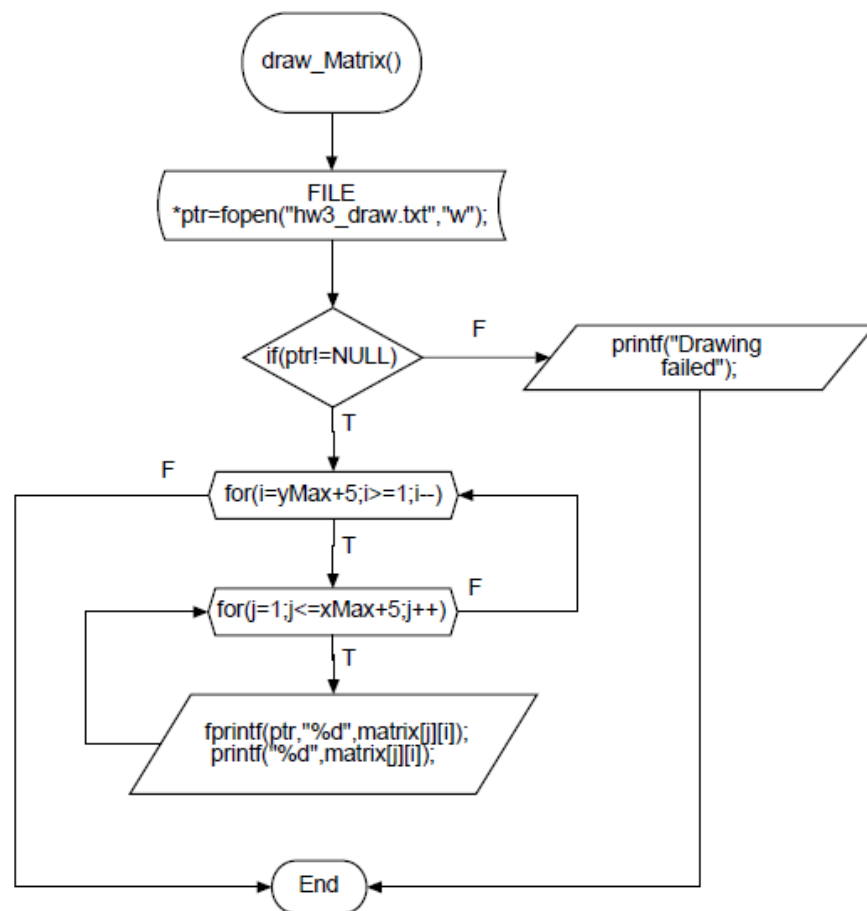 draw_Matrix()
FILE
*ptr=fopen("hw3_draw.txt","w");
if(ptr!=NULL)
F
printf("Drawing
failed");
T
F
for(i=yMax+5;i>=1;i--)
T
for(j=1;j<=xMax+5;j++)
F
T
fprintf(ptr,"%d",matrix[j][i]);
printf("%d",matrix[j][i]);
End